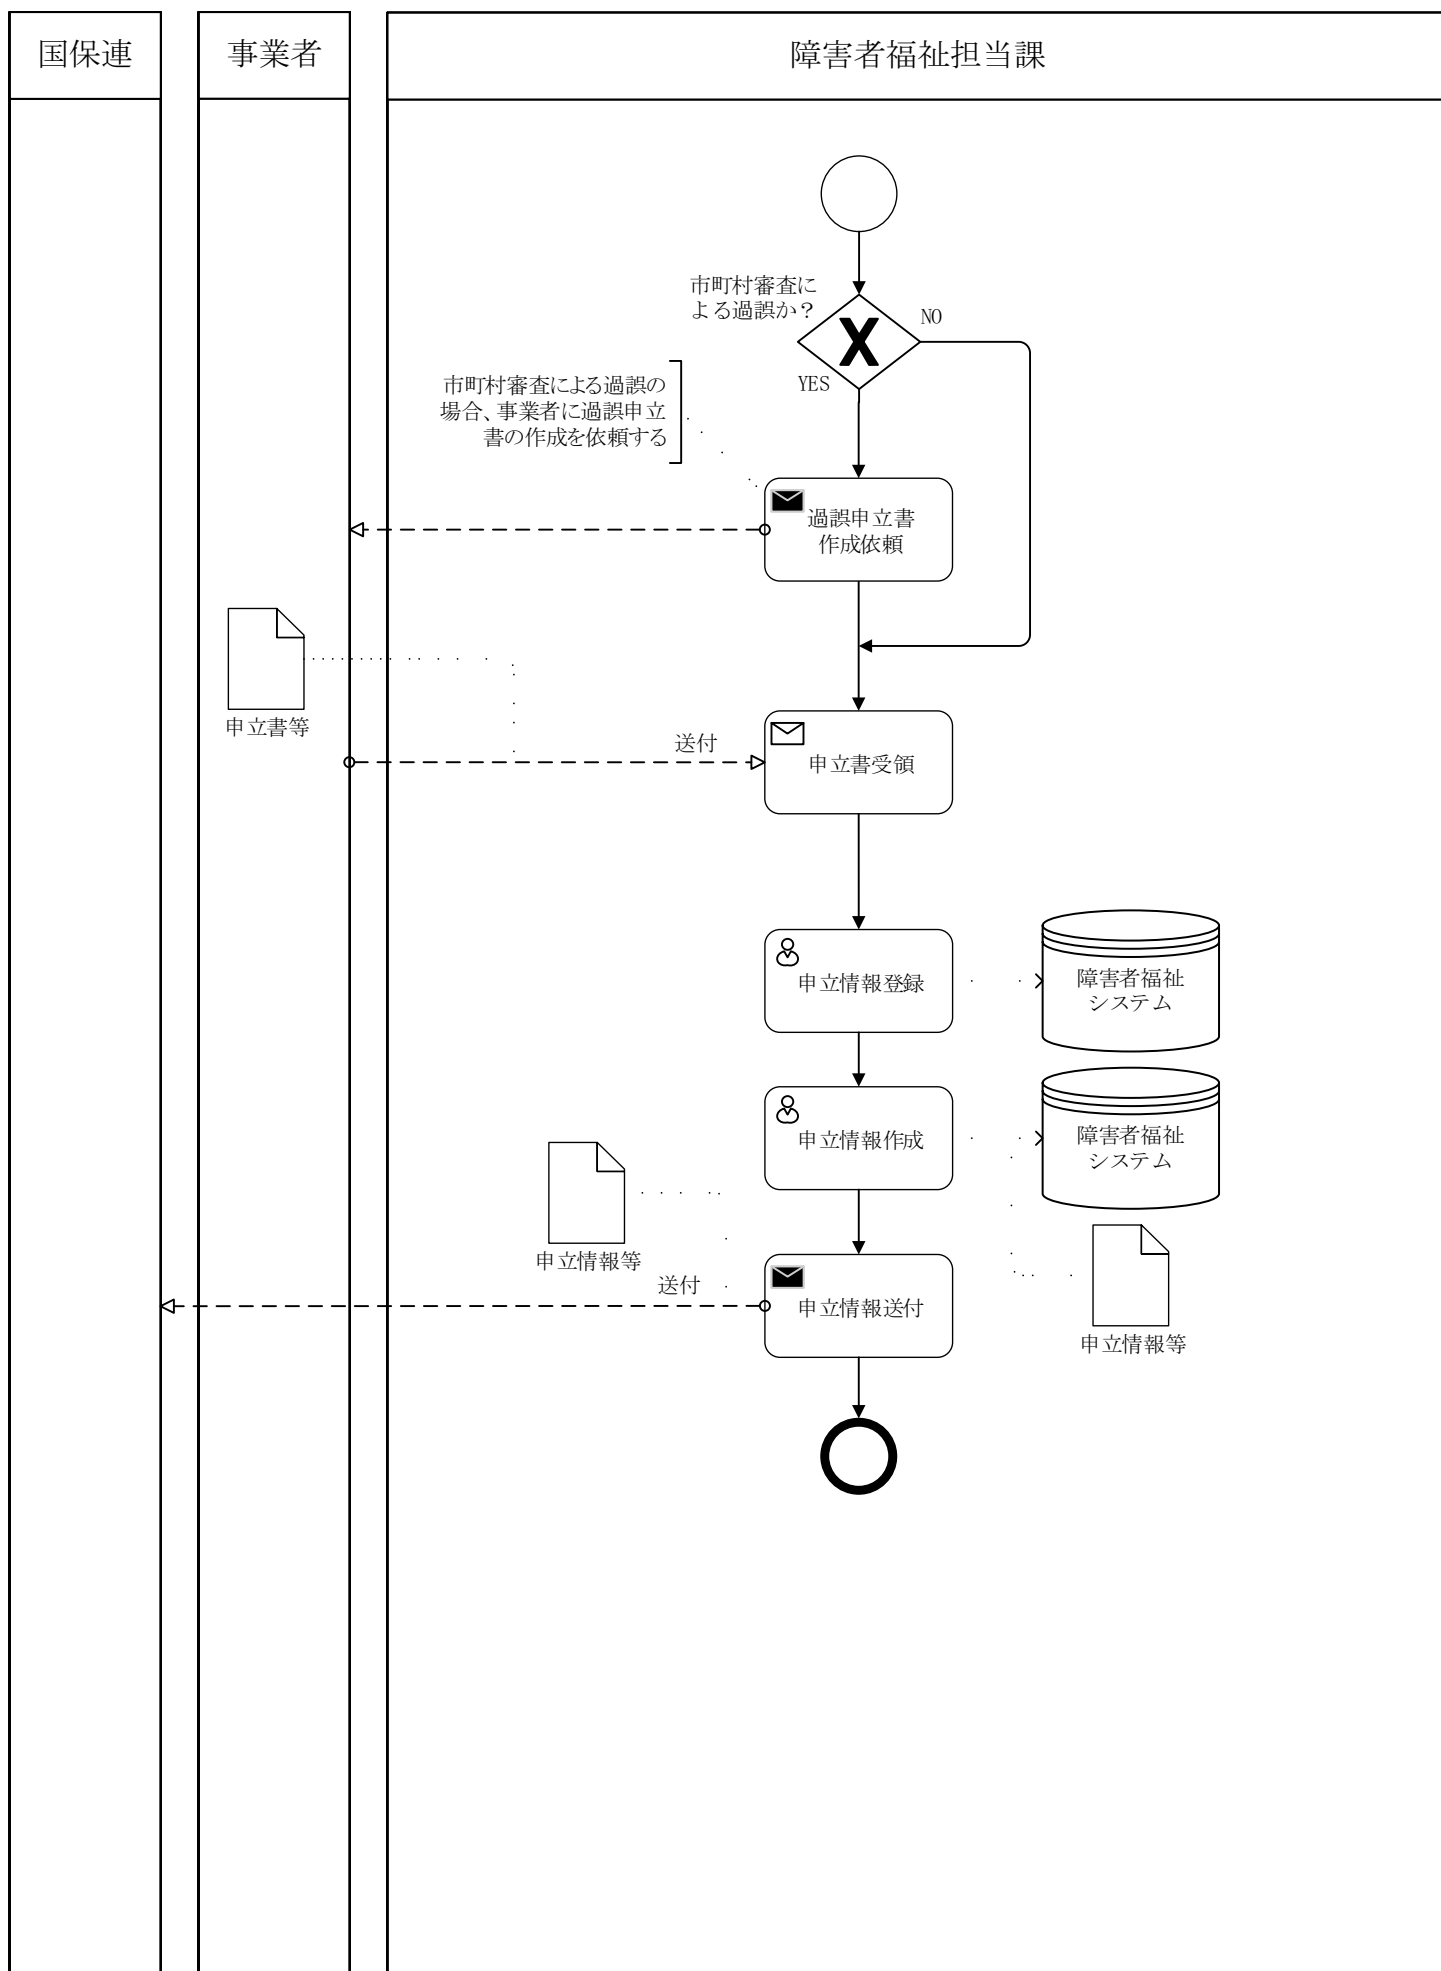 国保連
事業者
障害者福祉担当課
市町村審査に
よる過誤か？
NO
YES
市町村審査による過誤の
場合、事業者に過誤申立
書の作成を依頼する
過誤申立書
作成依頼
申立書等
送付
申立書受領
申立情報登録
障害者福祉
システム
申立情報作成
障害者福祉
システム
申立情報等
送付
申立情報送付
申立情報等